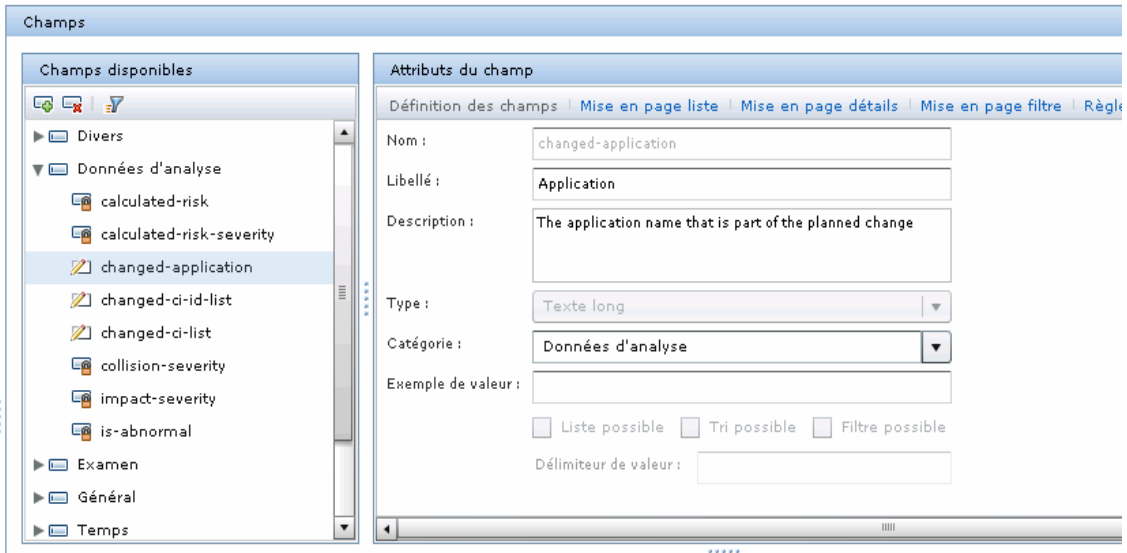 Champs
Champs disponibles
Divers
Données d'analyse
calculated-risk
calculated-risk-severity
changed-application
changed-ci-id-list
changed-ci-list
collision-severity
impact-severity
is-abnormal
Examen
Général
Temps
Attributs du champ
Définition des champs Mise en page liste Mise en page détails Mise en page filtre Règle
Nom : changed-application
Libellé : Application
Description : The application name that is part of the planned change
Type : Texte long
Catégorie : Données d'analyse
Exemple de valeur :
Liste possible Tri possible Filtre possible
Délimiteur de valeur :